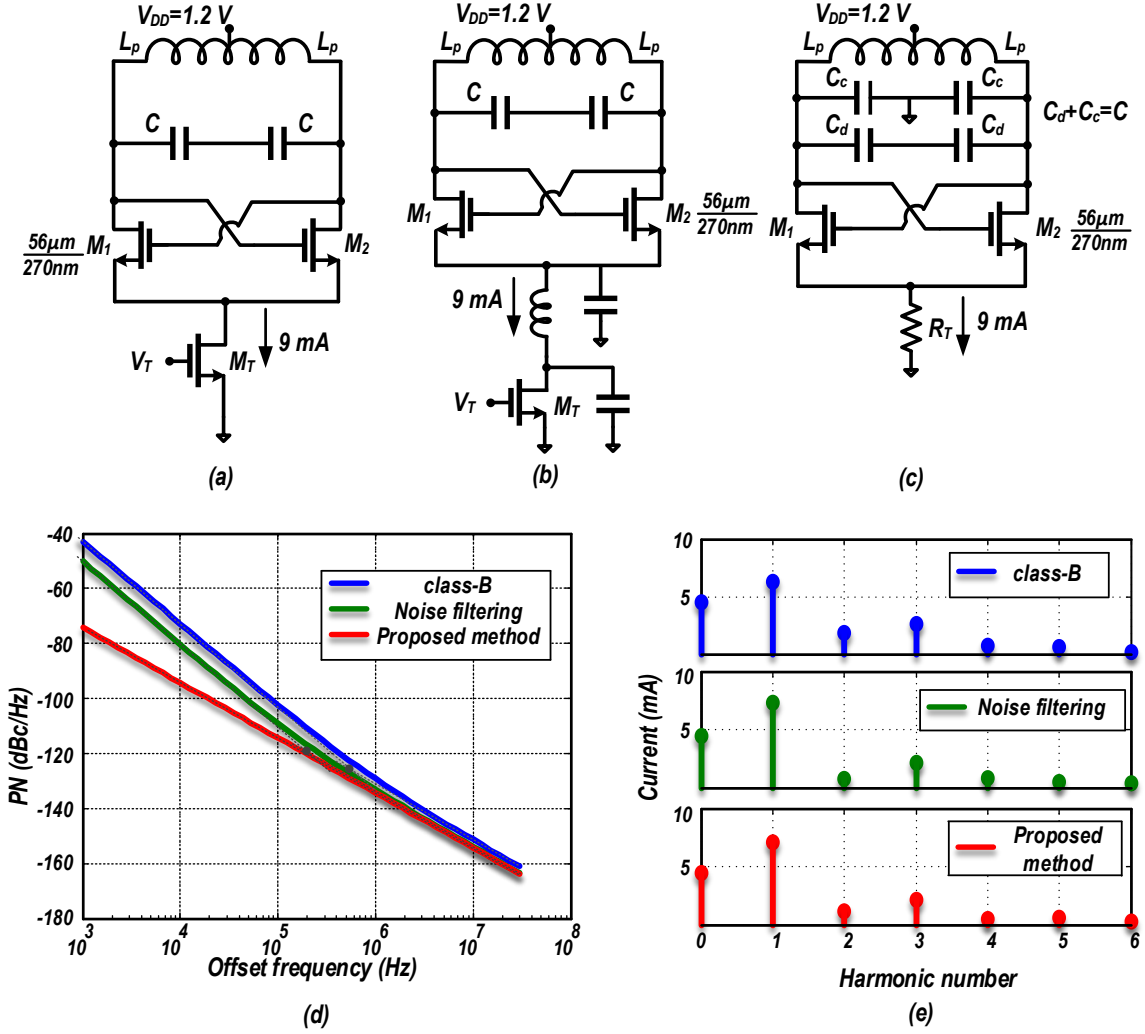 V_DD=1.2 V
L_p L_p
C C
56μm/270nm M_1 M_2
9 mA
V_T M_T
(a)
V_DD=1.2 V
L_p L_p
C C
M_1 M_2 56μm/270nm
9 mA
V_T M_T
(b)
V_DD=1.2 V
L_p L_p
C_c C_c
C_d+C_c=C
C_d C_d
M_1 M_2 56μm/270nm
R_T 9 mA
(c)
-40
-60
-80
-100
-120
-140
-160
-180
PN (dBc/Hz)
class-B
Noise filtering
Proposed method
10^3 10^4 10^5 10^6 10^7 10^8
Offset frequency (Hz)
(d)
10
5
class-B
10
5
Noise filtering
10
5
Proposed method
Current (mA)
0 1 2 3 4 5 6
Harmonic number
(e)